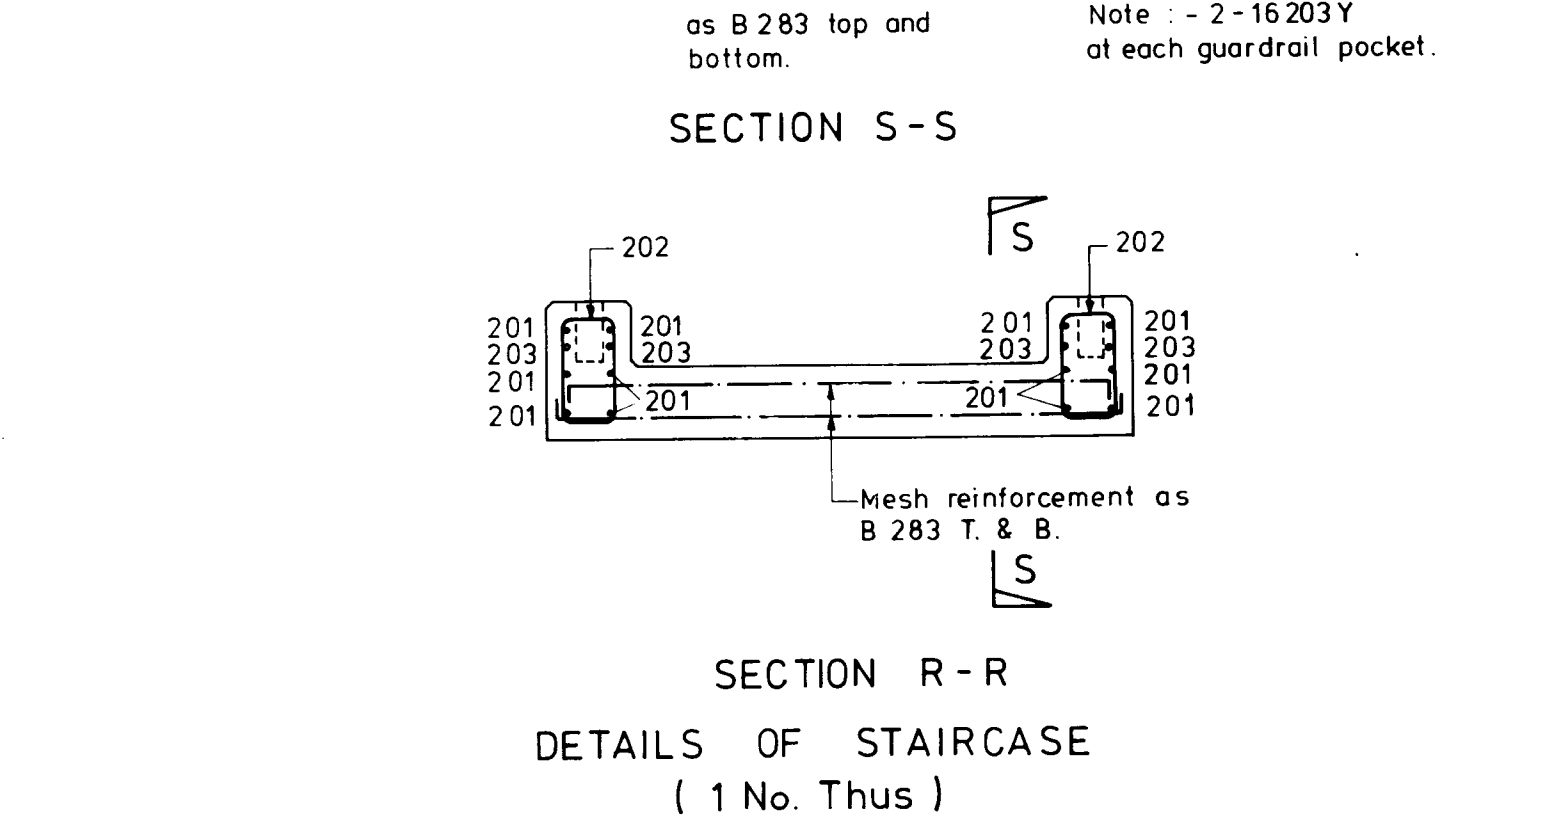 as B 283 top and
bottom.
Note : - 2 - 16 203 Y
at each guardrail pocket.
SECTION S - S
S
202
202
201
201
201
201
203
203
203
203
201
201
201
201
201
201
Mesh reinforcement as
B 283 T. & B.
S
SECTION R - R
DETAILS OF STAIRCASE
( 1 No. Thus )